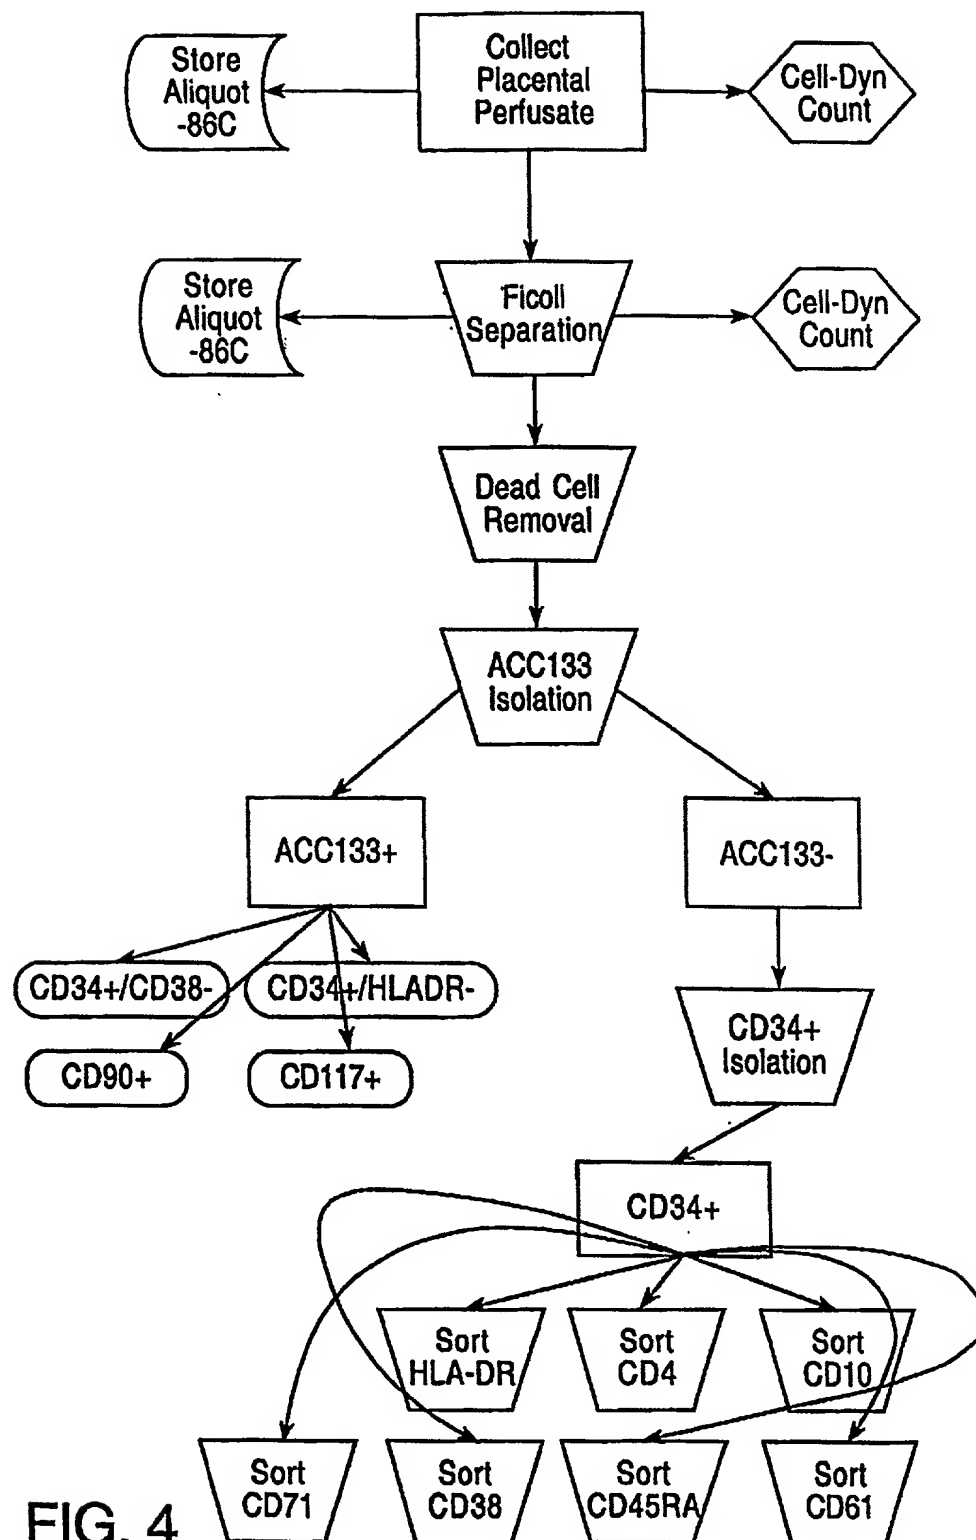 Collect
Placental
Perfusate
Store
Aliquot
-86C
Cell-Dyn
Count
Ficoll
Separation
Store
Aliquot
-86C
Cell-Dyn
Count
Dead Cell
Removal
ACC133
Isolation
ACC133+
ACC133-
CD34+/CD38-
CD34+/HLADR-
CD90+
CD117+
CD34+
Isolation
CD34+
Sort
HLA-DR
Sort
CD4
Sort
CD10
Sort
CD71
Sort
CD38
Sort
CD45RA
Sort
CD61
FIG. 4